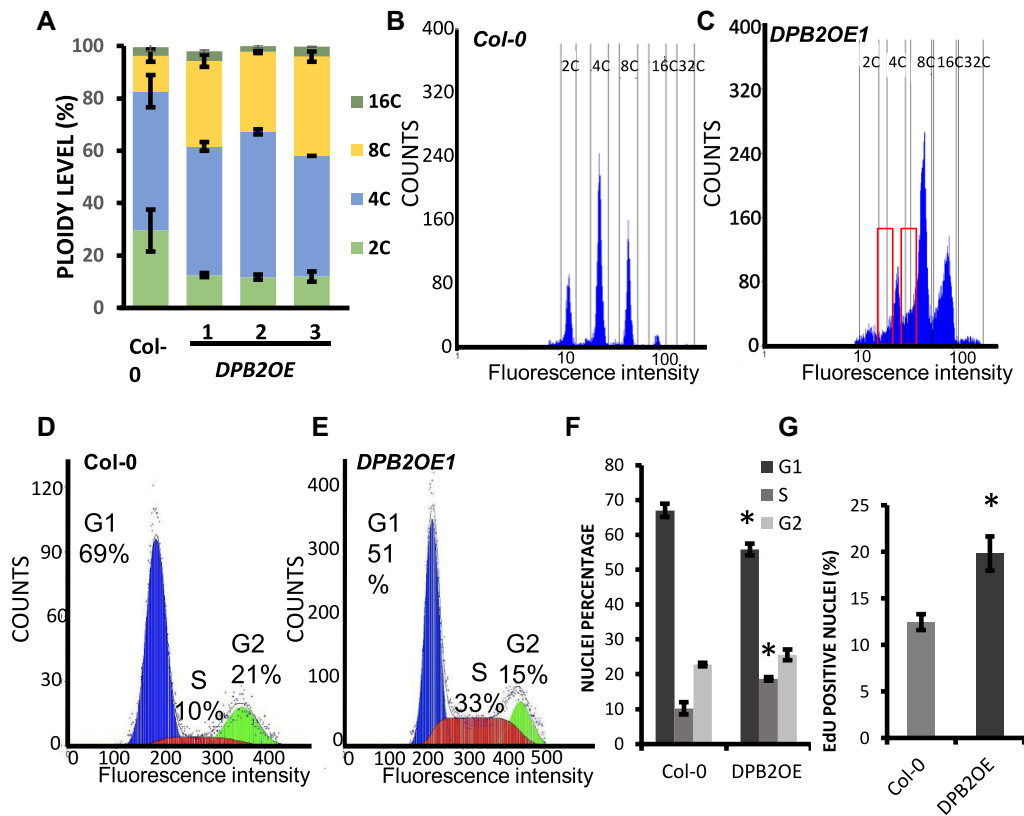 A
PLOIDY LEVEL (%)
100
80
60
40
20
0
Col-
0
1
2
3
DPB2OE
16C
8C
4C
2C
B
Col-0
COUNTS
400
320
240
160
80
0
2C
4C
8C
16C32C
1
10
100
Fluorescence intensity
C
DPB2OE1
COUNTS
400
320
240
160
80
0
2C
4C
8C
16C32C
1
10
100
Fluorescence intensity
D
Col-0
COUNTS
120
90
60
30
0
G1
69%
S
10%
G2
21%
0
100
200
300
400
Fluorescence intensity
E
DPB2OE1
COUNTS
400
300
200
100
0
G1
51
%
S
33%
G2
15%
0
100
200
300
400
500
Fluorescence intensity
F
NUCLEI PERCENTAGE
80
70
60
50
40
30
20
10
0
G1
S
G2
*
*
Col-0
DPB2OE
G
EdU POSITIVE NUCLEI (%)
25
20
15
10
5
0
*
Col-0
DPB2OE